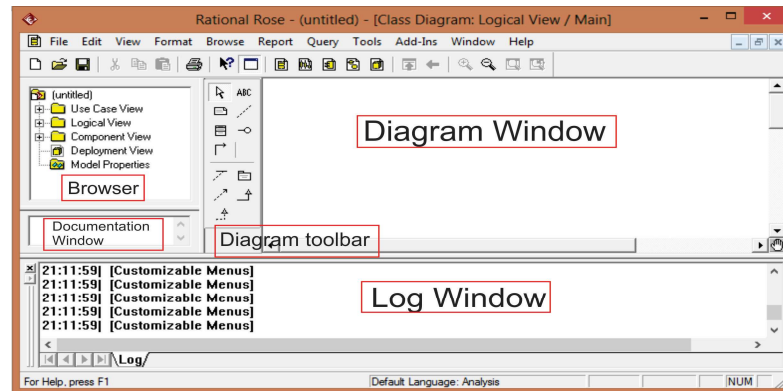 Rational Rose - (untitled) - [Class Diagram: Logical View / Main]
File Edit View Format Browse Report Query Tools Add-Ins Window Help
(untitled)
Use Case View
Logical View
Component View
Deployment View
Model Properties
Browser
ABC
Diagram Window
Documentation
Window
Diagram toolbar
21:11:59| [Customizable Menus]
21:11:59| [Customizable Menus]
21:11:59| [Customizable Menus]
21:11:59| [Customizable Menus]
21:11:59| [Customizable Menus]
Log Window
Log
For Help, press F1
Default Language: Analysis
NUM